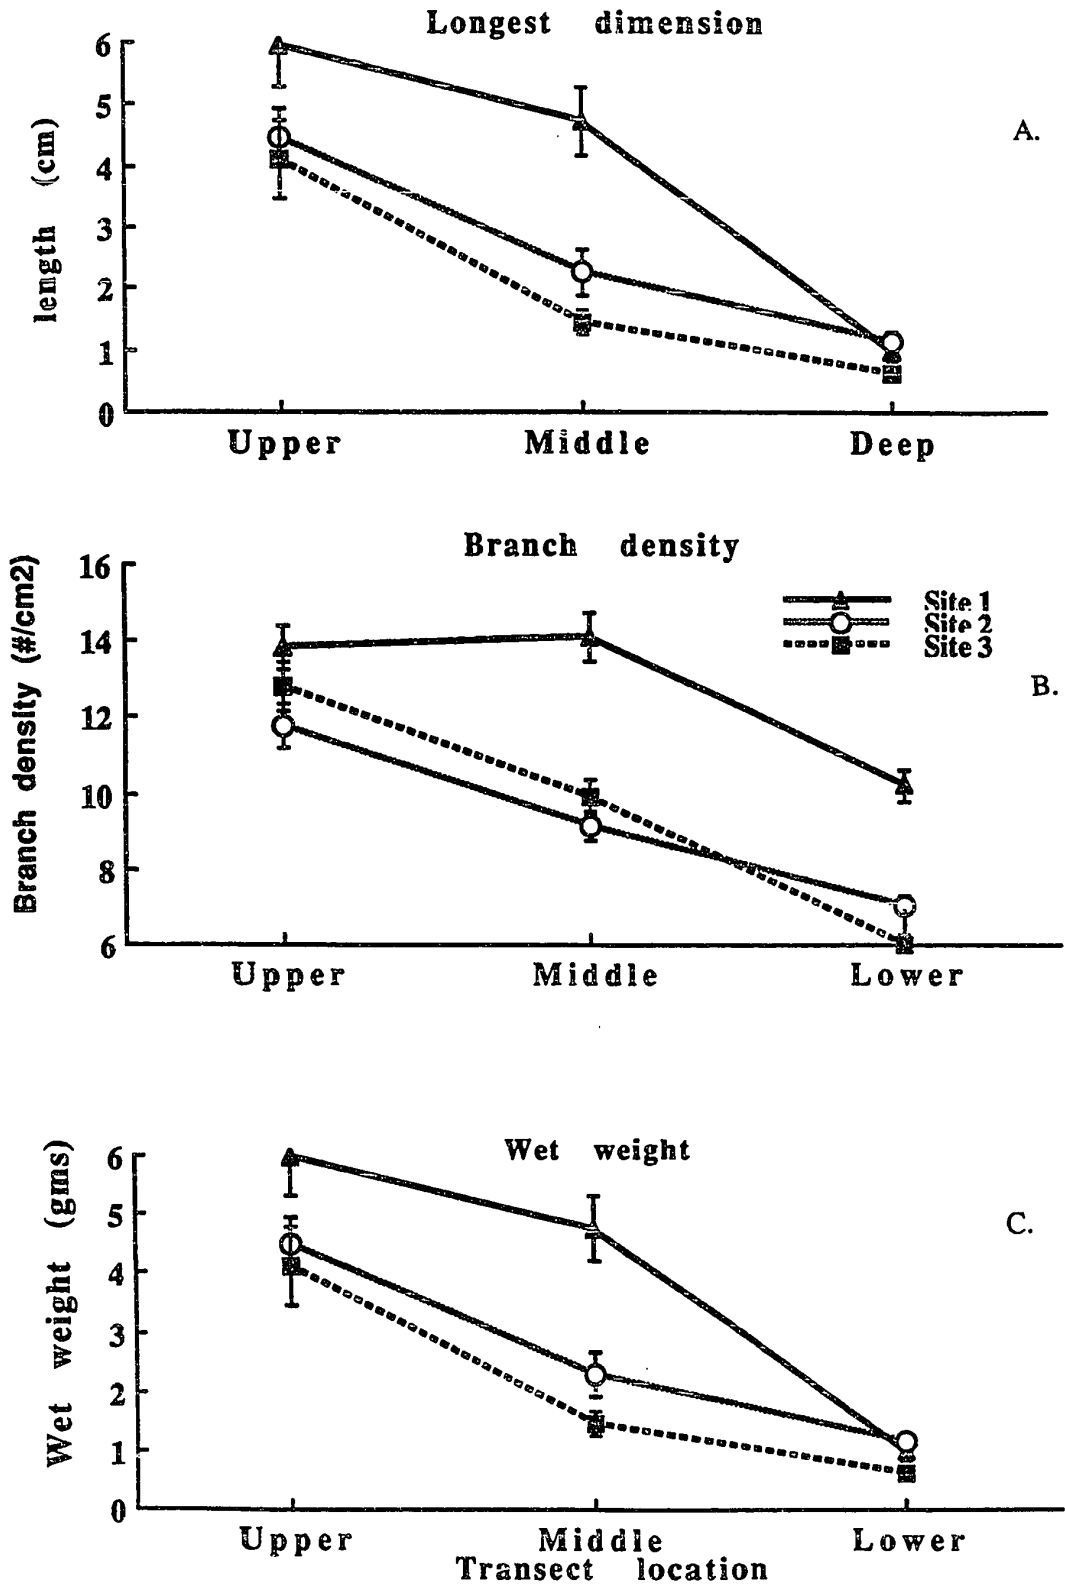 Longest dimension
A.
length (cm)
6
5
4
3
2
1
0
Upper Middle Deep
Branch density
B.
Branch density (#/cm2)
16
14
12
10
8
6
Site 1
Site 2
Site 3
Upper Middle Lower
Wet weight
C.
Wet weight (gms)
6
5
4
3
2
1
0
Upper Middle Lower
Transect location